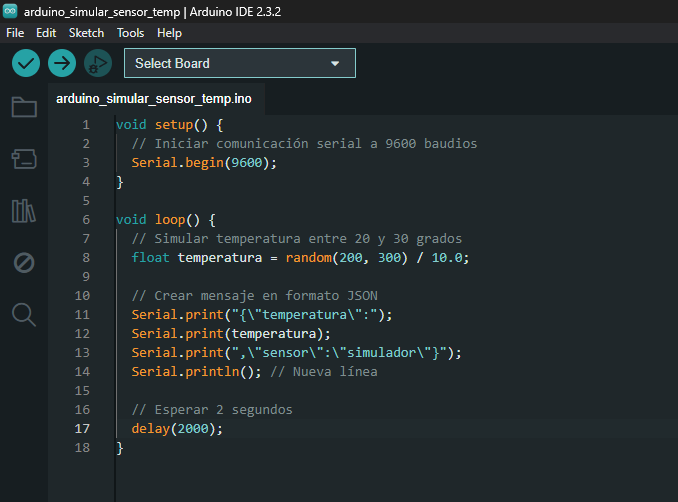 arduino_simular_sensor_temp | Arduino IDE 2.3.2
File Edit Sketch Tools Help
Select Board
arduino_simular_sensor_temp.ino
1 void setup() {
2 // Iniciar comunicación serial a 9600 baudios
3 Serial.begin(9600);
4 }
5
6 void loop() {
7 // Simular temperatura entre 20 y 30 grados
8 float temperatura = random(200, 300) / 10.0;
9
10 // Crear mensaje en formato JSON
11 Serial.print("{\"temperatura\":");
12 Serial.print(temperatura);
13 Serial.print(",\"sensor\":\"simulador\"}");
14 Serial.println(); // Nueva línea
15
16 // Esperar 2 segundos
17 delay(2000);
18 }